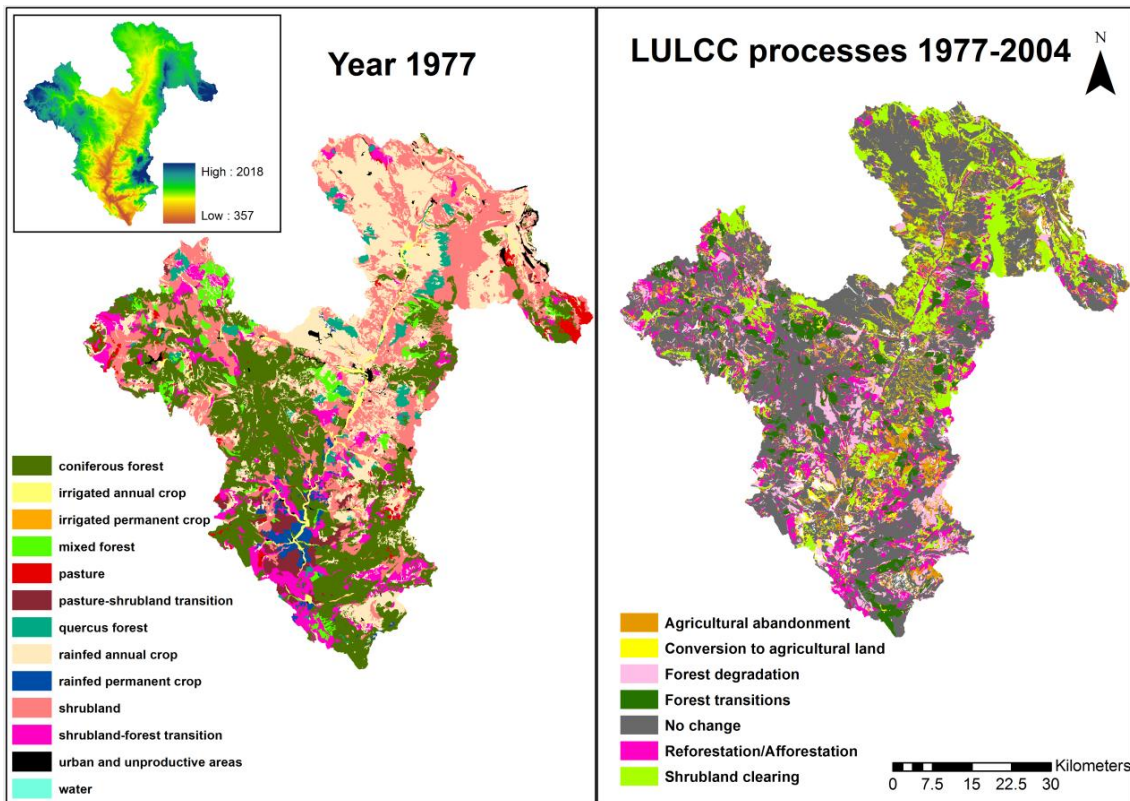 Year 1977
High : 2018
Low : 357
coniferous forest
irrigated annual crop
irrigated permanent crop
mixed forest
pasture
pasture-shrubland transition
quercus forest
rainfed annual crop
rainfed permanent crop
shrubland
shrubland-forest transition
urban and unproductive areas
water
LULCC processes 1977-2004
N
Agricultural abandonment
Conversion to agricultural land
Forest degradation
Forest transitions
No change
Reforestation/Afforestation
Shrubland clearing
Kilometers
0 7.5 15 22.5 30